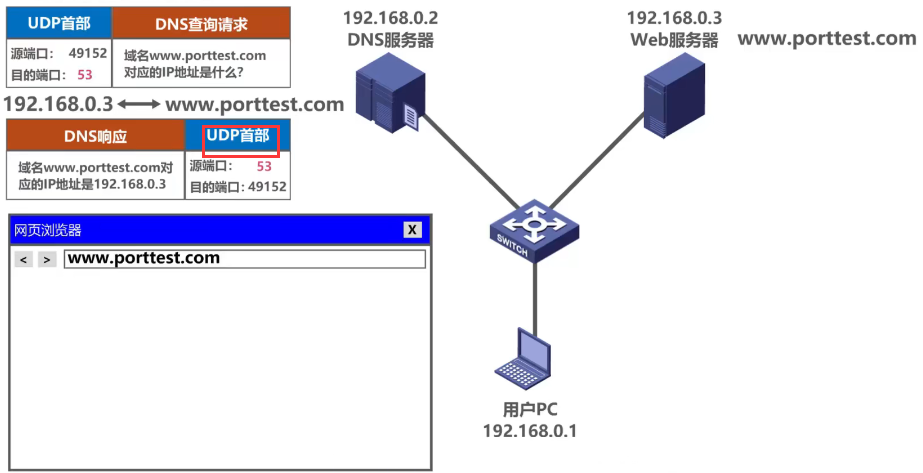 UDP首部 DNS查询请求
源端口： 49152
目的端口： 53
域名www.porttest.com
对应的IP地址是什么？
192.168.0.3 www.porttest.com
DNS响应 UDP首部
域名www.porttest.com对
应的IP地址是192.168.0.3
源端口： 53
目的端口：49152
网页浏览器 X
< > www.porttest.com
192.168.0.2
DNS服务器
192.168.0.3
Web服务器 www.porttest.com
SWITCH
用户PC
192.168.0.1